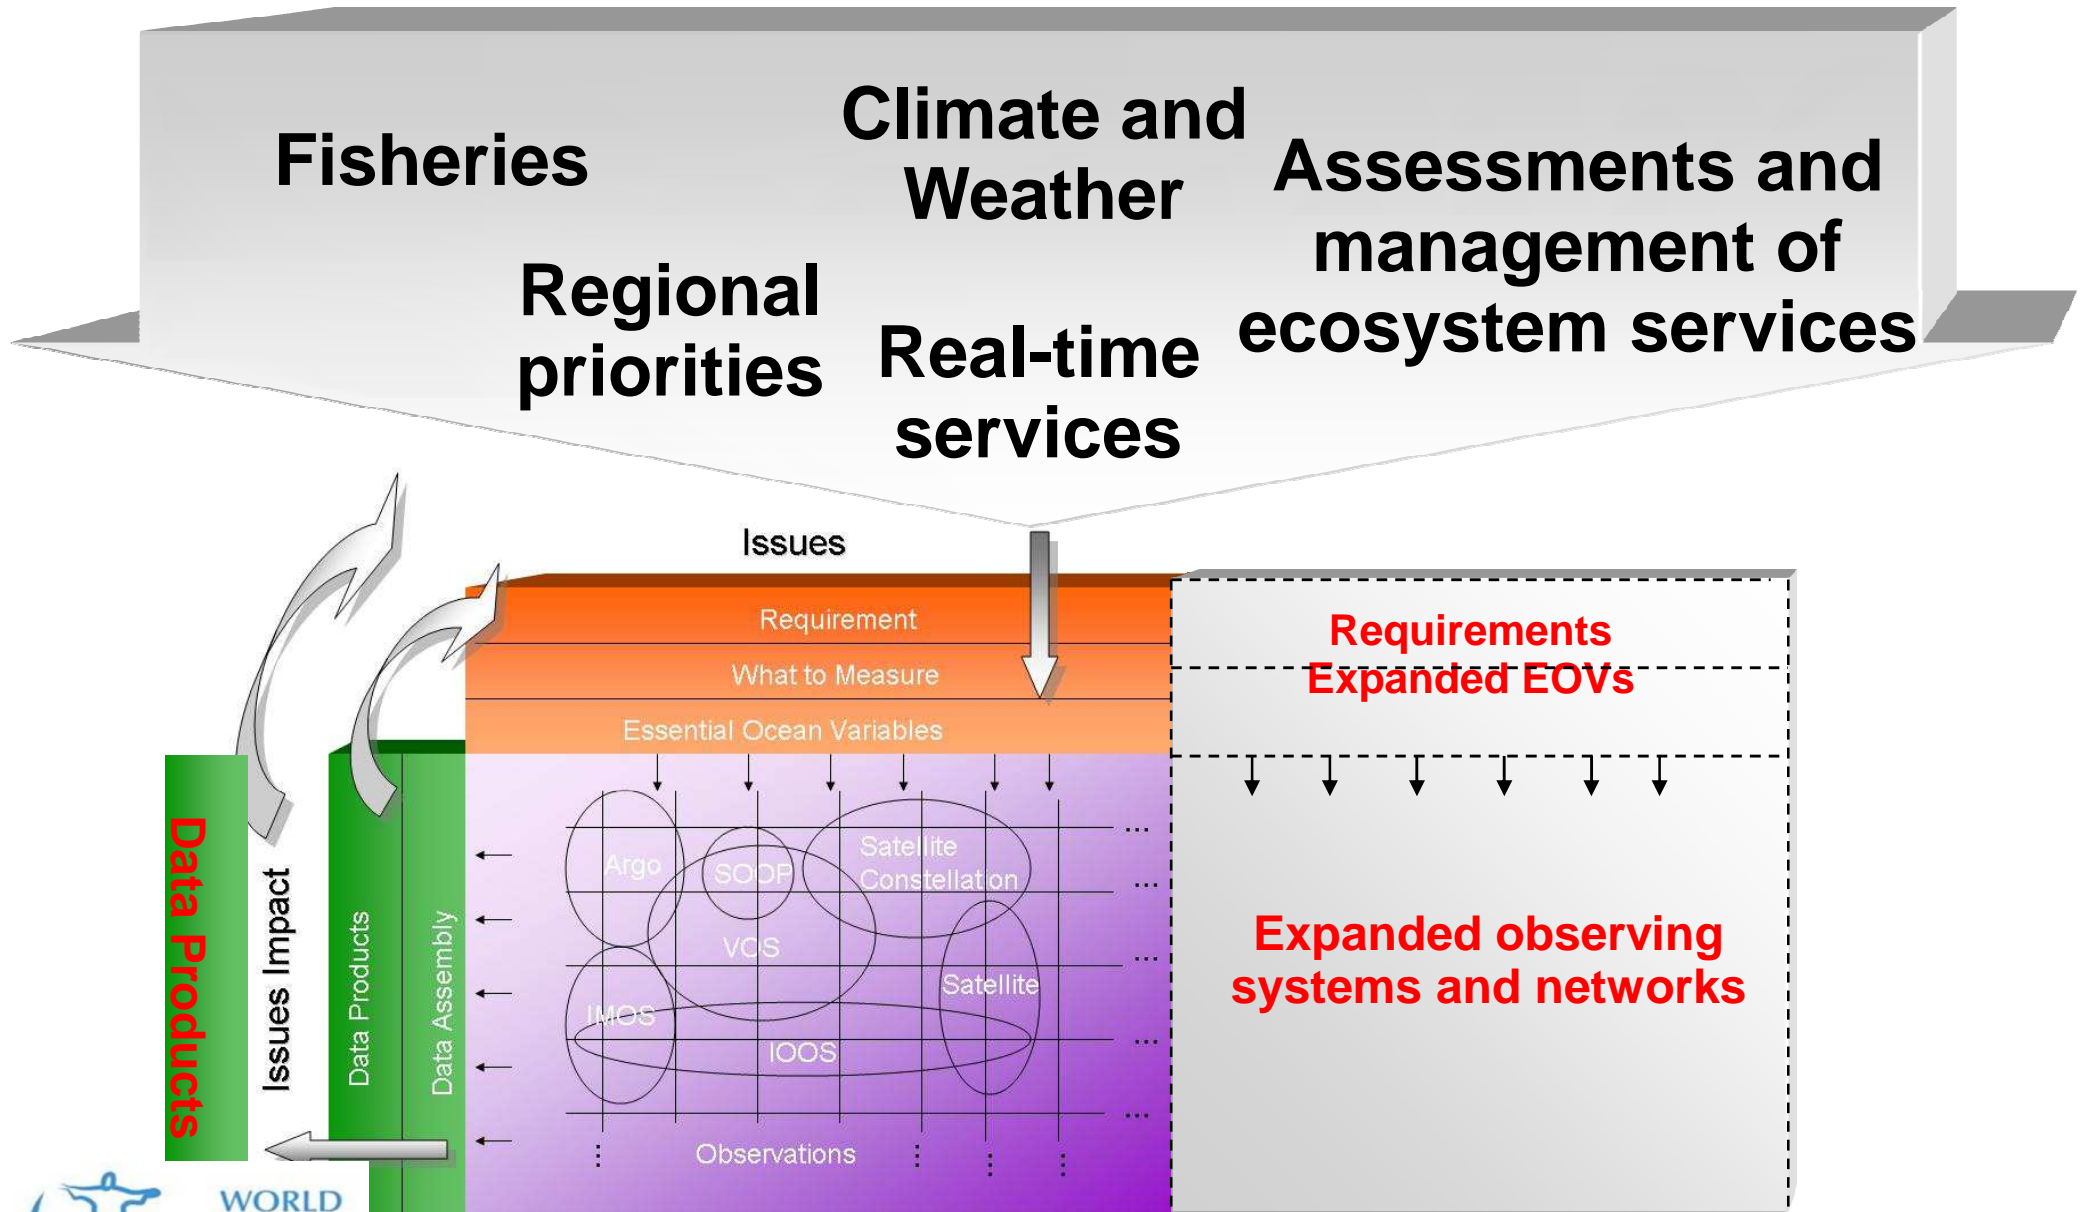 Fisheries
Climate and
Weather
Assessments and
management of
ecosystem services
Regional
priorities
Real-time
services
Issues
Requirement
What to Measure
Essential Ocean Variables
Requirements
Expanded EOVs
Data Products
Issues Impact
Data Products
Data Assembly
Argo
SOOP
Satellite
Constellation
...
...
VOS
...
Satellite
IMOS
IOOS
...
...
Observations
Expanded observing
systems and networks
WORLD